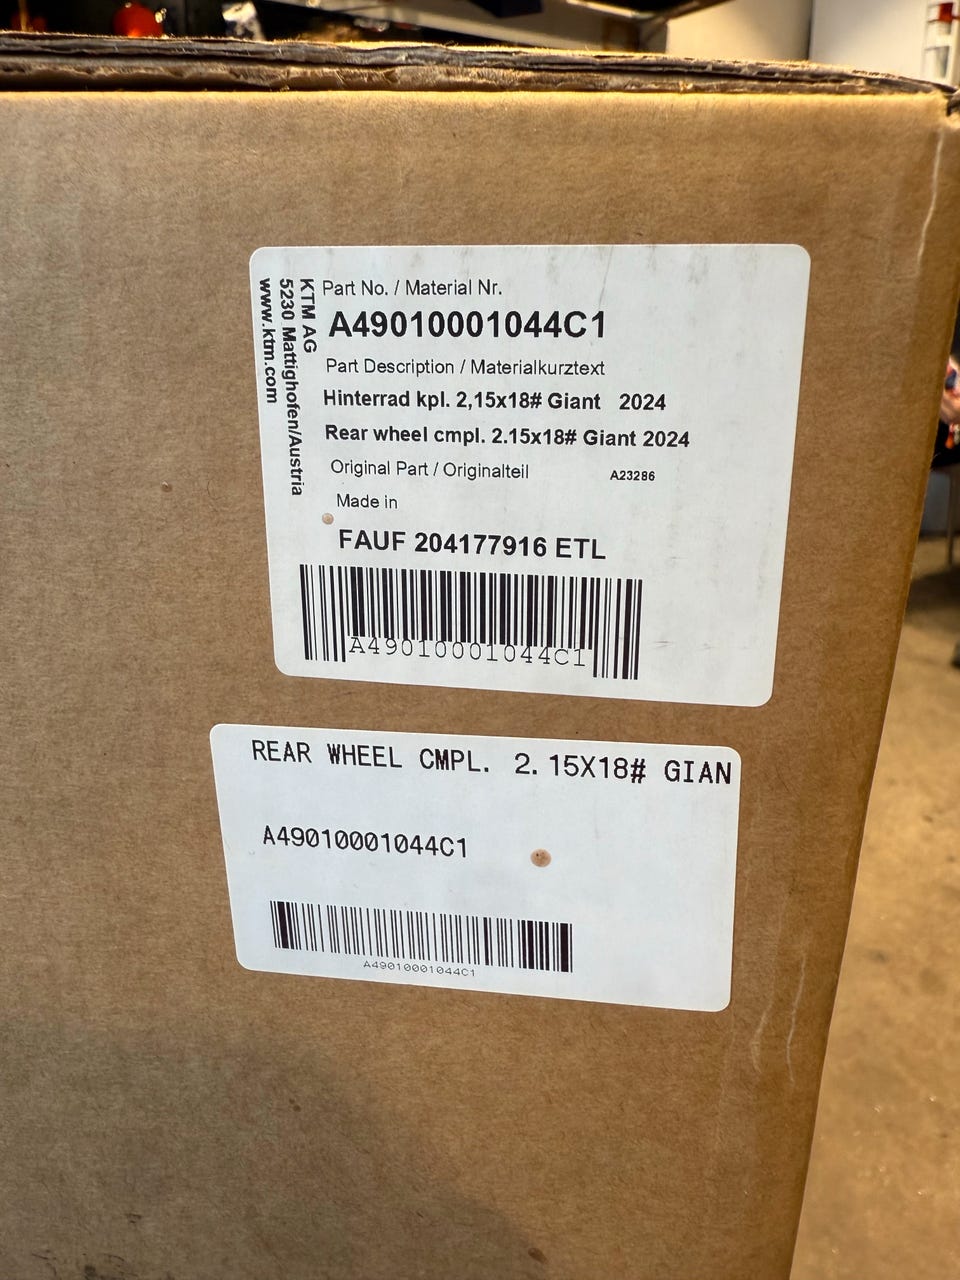 KTM AG
5230 Mattighofen/Austria
www.ktm.com
Part No. / Material Nr.
A49010001044C1
Part Description / Materialkurztext
Hinterrad kpl. 2,15x18# Giant 2024
Rear wheel cmpl. 2.15x18# Giant 2024
Original Part / Originalteil A23286
Made in
FAUF 204177916 ETL
A49010001044C1
REAR WHEEL CMPL. 2.15X18# GIAN
A49010001044C1
A49010001044C1